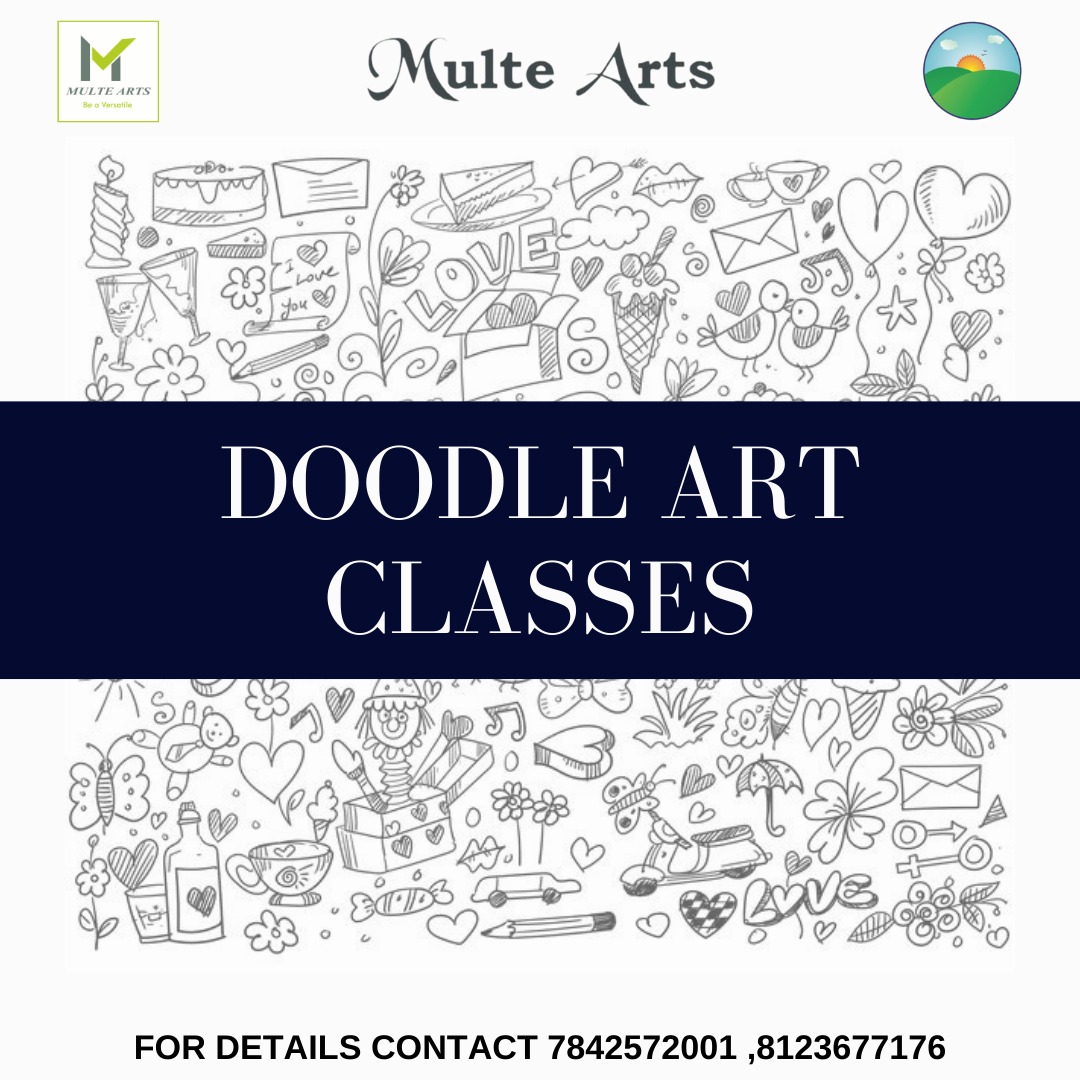 MULTE ARTS
Be a Versatile
Multe Arts
LOVE
I
Love
You
DOODLE ART
CLASSES
LOVE
FOR DETAILS CONTACT 7842572001 ,8123677176